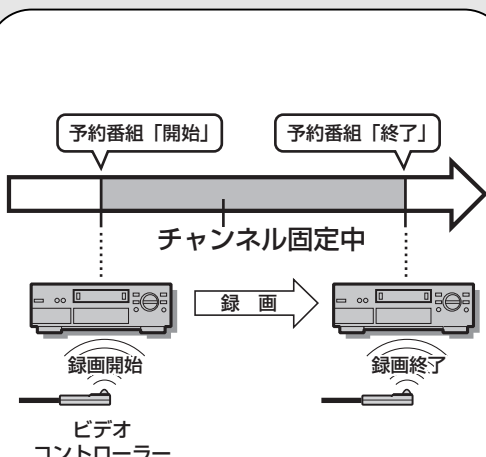 予約番組「開始」
予約番組「終了」
チャンネル固定中
録 画
録画開始
録画終了
ビデオ
コントローラー